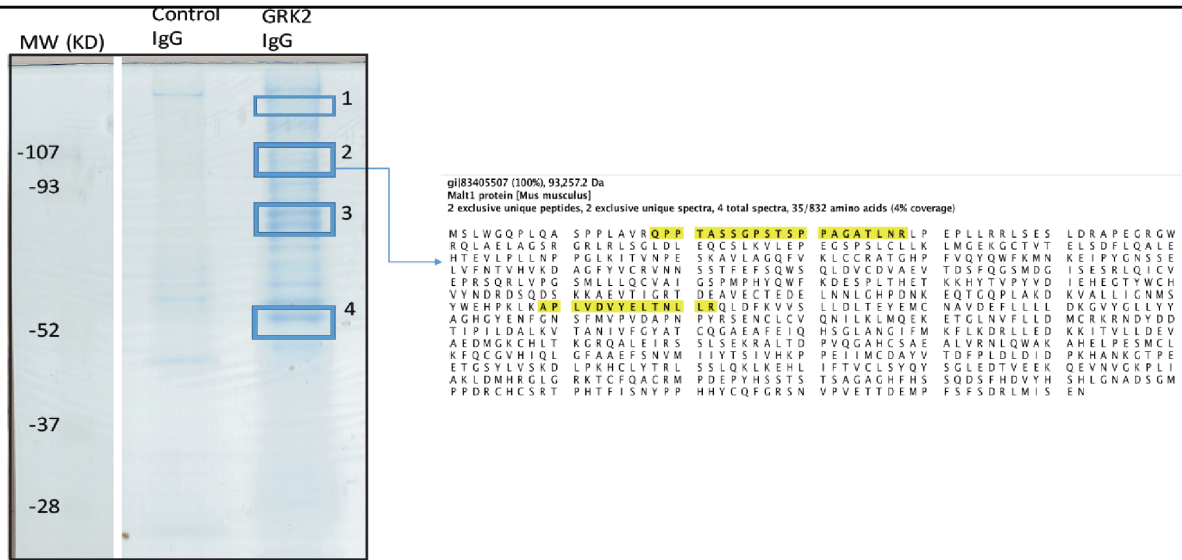 MW (KD)
Control
IgG
GRK2
IgG
1
-107
2
-93
3
4
-52
-37
-28
gi|83405507 (100%), 93,257.2 Da
Malt1 protein [Mus musculus]
2 exclusive unique peptides, 2 exclusive unique spectra, 4 total spectra, 35/832 amino acids (4% coverage)
MSLWGQPLQA SPPLAVRQPP TASSGPSTSP PAGATLNRLP EPLLRRLSES LDRAPEGRGW
RQLAELAGSR GRLRLSGLDL EQCSLKVLEP EGSPSLCLLK LMGEKGCTVT ELSDFLQALE
HTEVLPLLNP PGLKITVNPE SKAVLAGQFV KLCCRATGHP FVQYQWFKMN KEIPYGNSSE
LVFNTVHVKD AGFYVCRVNN SSTFEFSQWS QLDVCDVAEV TDSFQGSMDG ISESRLQICV
EPRSQRLVPG SMLLLQCVAI GSPMPHYQWF KDESPLTHET KKHYTVPYVD IEHEGTYWCH
VYNDRDSQDS KKAEVTIGRT DEAVECTEDE LNNLGHPDNK EQTGQPLAKD KVALLIGNMS
YWEHPKLKAP LVDVYELTNL LRQLDFKVVS LLDLTEYEMC NAVDEFLLLL DKGVYGLLYY
AGHGYENFGN SFMVPVDAPN PYRSENCLCV QNILKLMQEK ETGLNVFLLD MCRKRNDYDD
TIPILDALKV TANIVFGYAT CQGAEAFEIQ HSGLANGIFM KFLKDRLLED KKITVLLDEV
AEDMGKCHLT KGRQALEIRS SLSEKRALTD PVQGAHCSAE ALVRNLQWAK AHELPESMCL
KFQCGVHIQL GFAAEFSNVM IIYTSIVHKP PEIIMCDAYV TDFPLDLDID PKHANKGTPE
ETGSYLVSKD LPKHCLYTRL SSLQKLKEHL IFTVCLSYQY SGLEDTVEEK QEVNVGKPLI
AKLDMHRGLG RKTCFQACRM PDEPYHSSTS TSAGAGHFHS SQDSFHDVYH SHLGNADSGM
PPDRCHCSRT PHTFISNYPP HHYCQFGRSN VPVETTDEMP FSFSDRLMIS EN